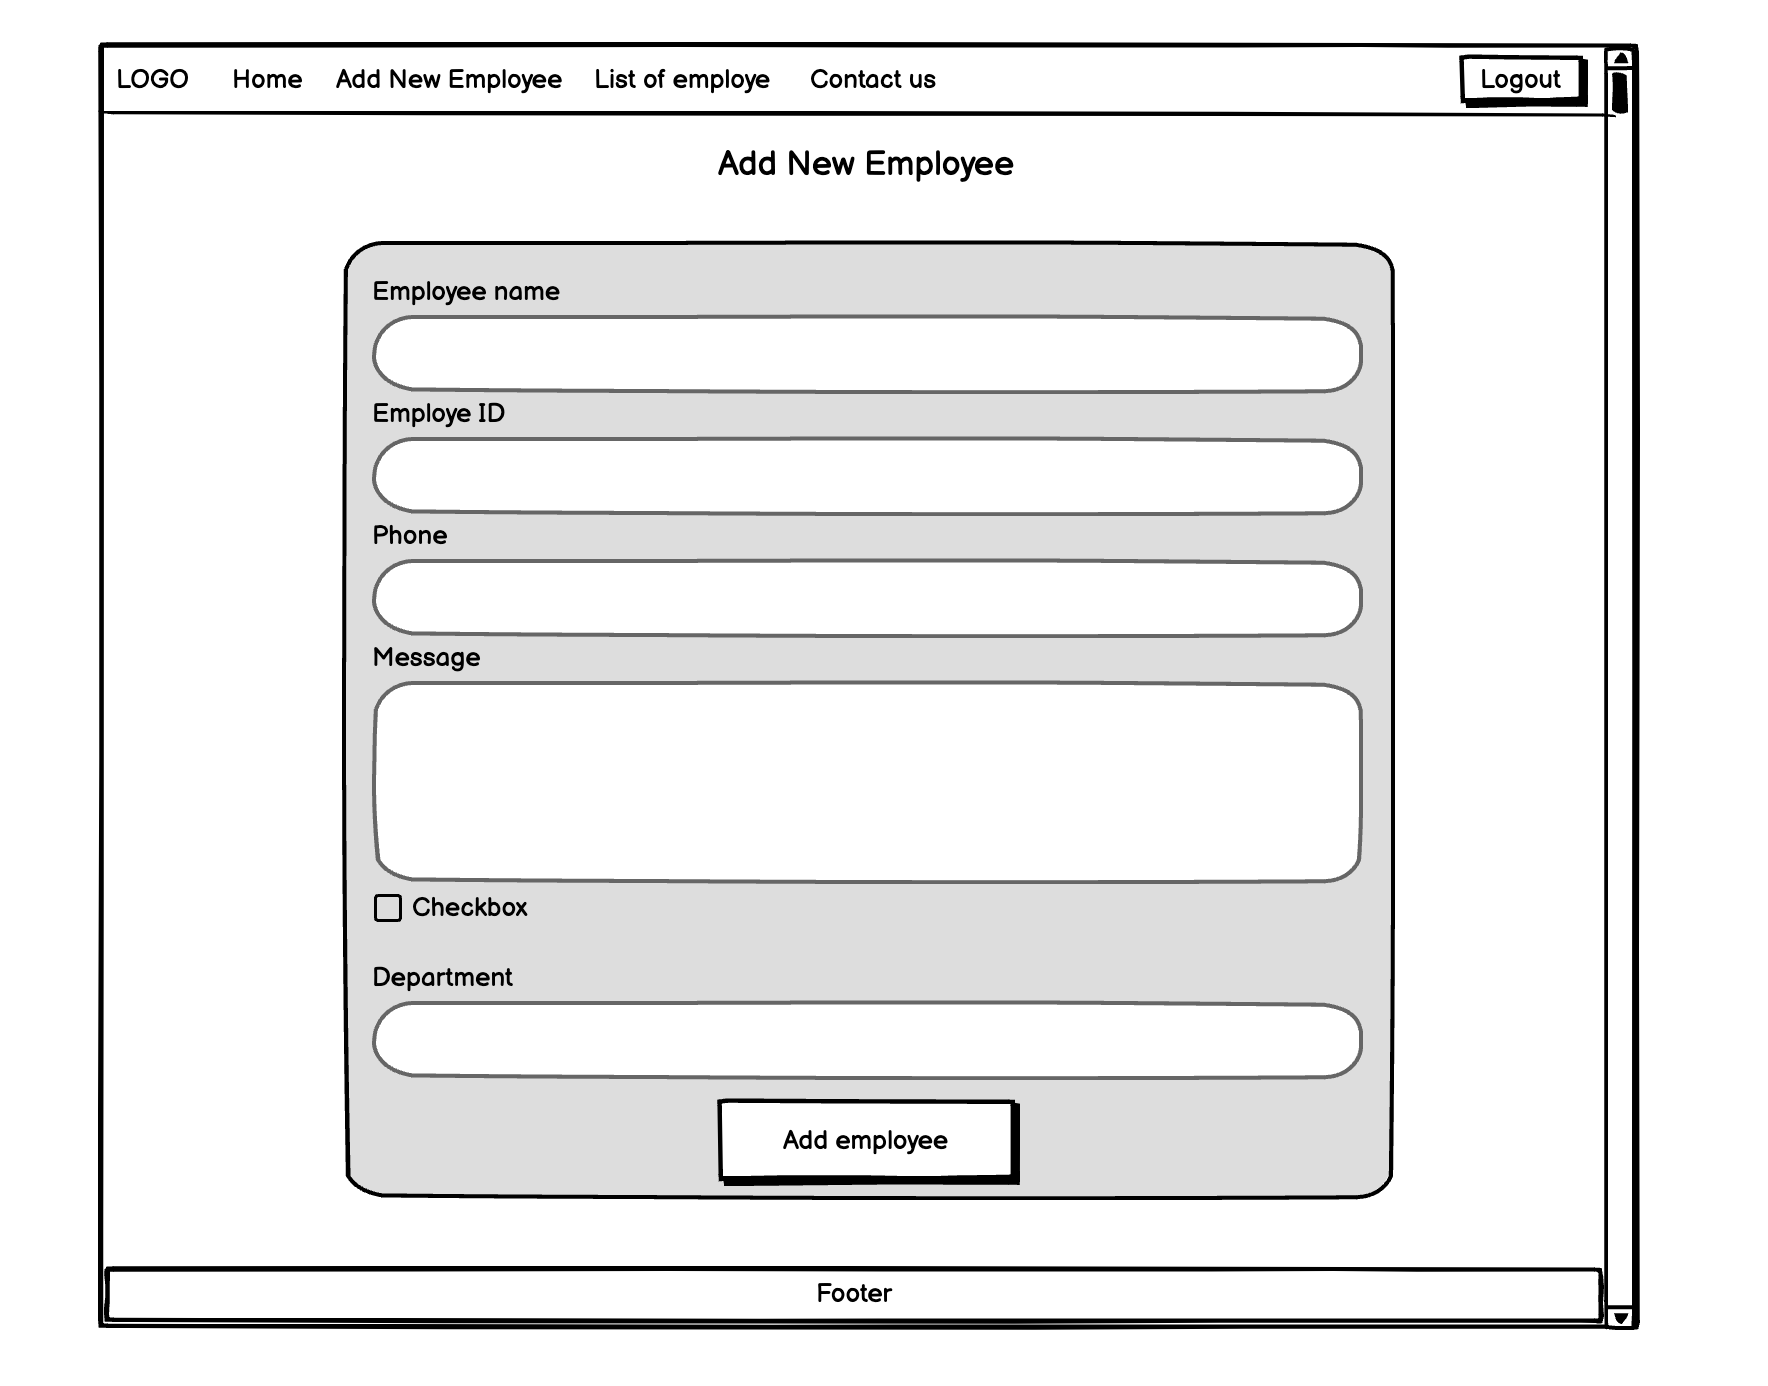 LOGO Home Add New Employee List of employe Contact us Logout
Add New Employee
Employee name
Employe ID
Phone
Message
Checkbox
Department
Add employee
Footer